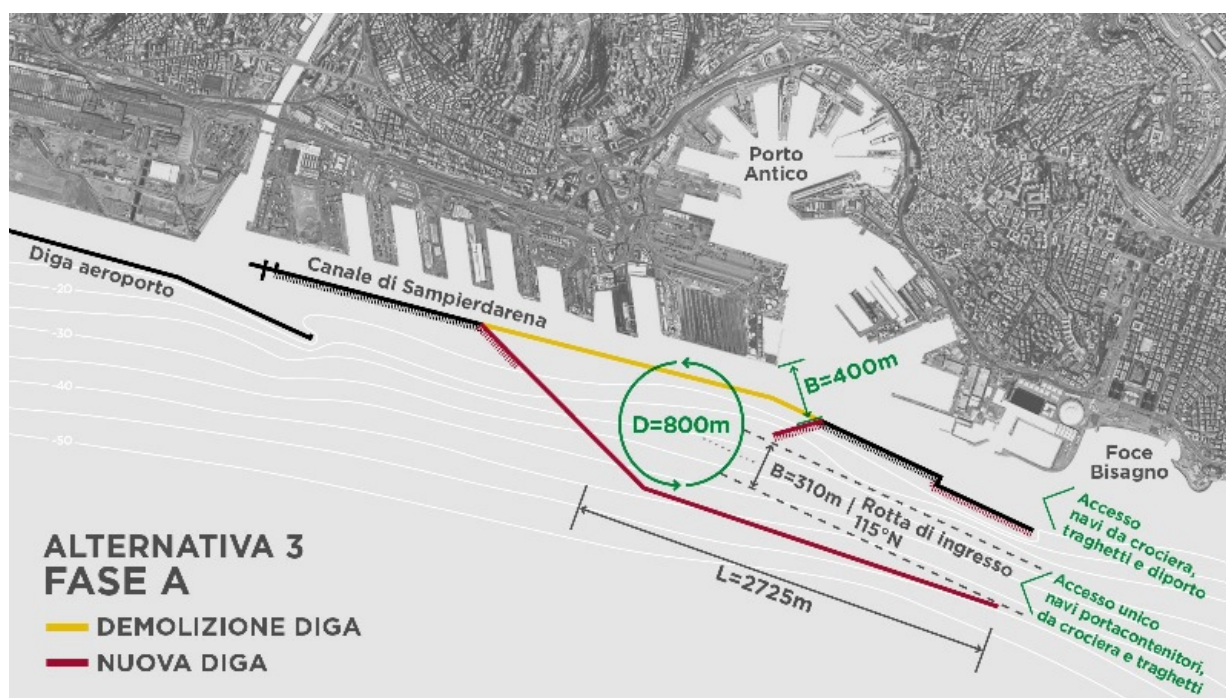 Porto
Antico
Diga aeroporto
Canale di Sampierdarena
-20
-30
-40
-50
B=400m
D=800m
B=310m
Rotta di ingresso
115°N
Foce
Bisagno
Accesso
navi da crociera,
traghetti e diporto
Accesso unico
navi portacontenitori,
da crociera e traghetti
L=2725m
ALTERNATIVA 3
FASE A
DEMOLIZIONE DIGA
NUOVA DIGA